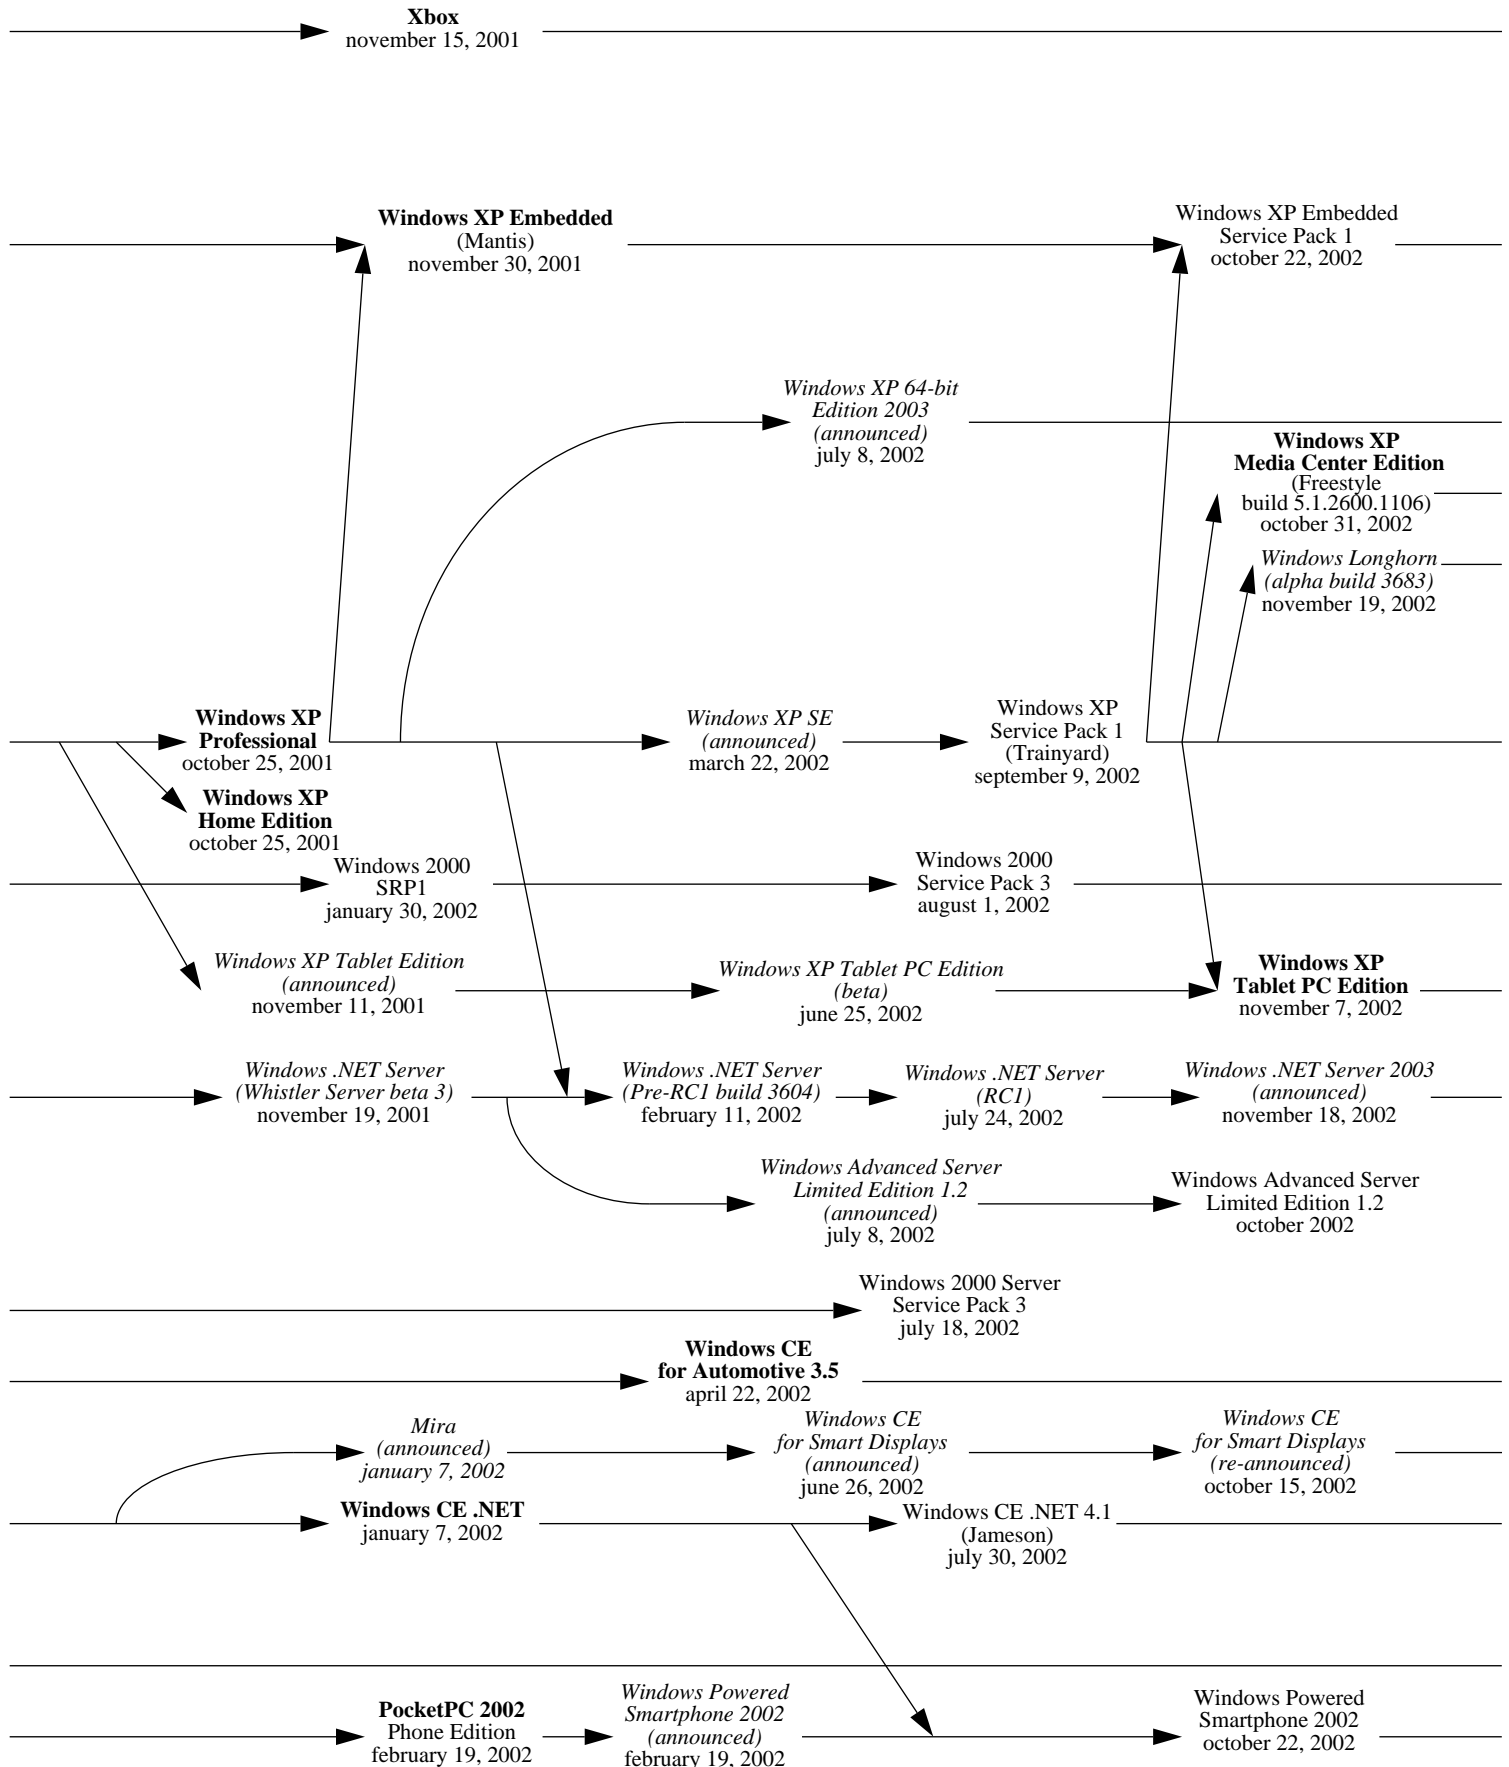 Xbox
november 15, 2001
Windows XP Embedded
(Mantis)
november 30, 2001
Windows XP Embedded
Service Pack 1
october 22, 2002
Windows XP 64-bit
Edition 2003
(announced)
july 8, 2002
Windows XP
Media Center Edition
(Freestyle
build 5.1.2600.1106)
october 31, 2002
Windows Longhorn
(alpha build 3683)
november 19, 2002
Windows XP
Professional
october 25, 2001
Windows XP SE
(announced)
march 22, 2002
Windows XP
Service Pack 1
(Trainyard)
september 9, 2002
Windows XP
Home Edition
october 25, 2001
Windows 2000
SRP1
january 30, 2002
Windows 2000
Service Pack 3
august 1, 2002
Windows XP Tablet Edition
(announced)
november 11, 2001
Windows XP Tablet PC Edition
(beta)
june 25, 2002
Windows XP
Tablet PC Edition
november 7, 2002
Windows .NET Server
(Whistler Server beta 3)
november 19, 2001
Windows .NET Server
(Pre-RC1 build 3604)
february 11, 2002
Windows .NET Server
(RC1)
july 24, 2002
Windows .NET Server 2003
(announced)
november 18, 2002
Windows Advanced Server
Limited Edition 1.2
(announced)
july 8, 2002
Windows Advanced Server
Limited Edition 1.2
october 2002
Windows 2000 Server
Service Pack 3
july 18, 2002
Windows CE
for Automotive 3.5
april 22, 2002
Mira
(announced)
january 7, 2002
Windows CE
for Smart Displays
(announced)
june 26, 2002
Windows CE
for Smart Displays
(re-announced)
october 15, 2002
Windows CE .NET
january 7, 2002
Windows CE .NET 4.1
(Jameson)
july 30, 2002
PocketPC 2002
Phone Edition
february 19, 2002
Windows Powered
Smartphone 2002
(announced)
february 19, 2002
Windows Powered
Smartphone 2002
october 22, 2002